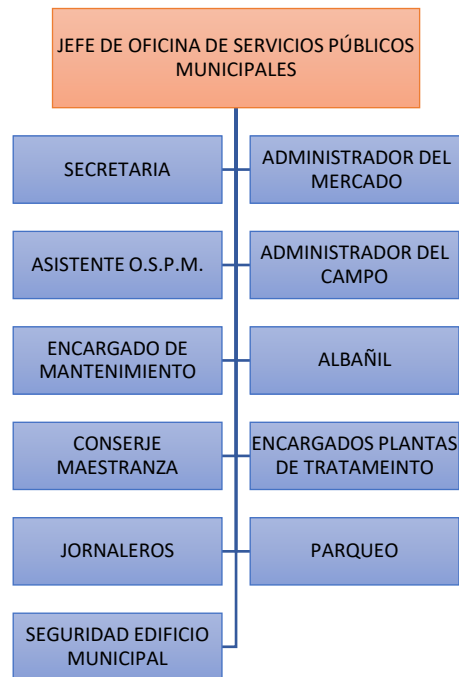 JEFE DE OFICINA DE SERVICIOS PÚBLICOS
MUNICIPALES
SECRETARIA
ADMINISTRADOR DEL
MERCADO
ASISTENTE O.S.P.M.
ADMINISTRADOR DEL
CAMPO
ENCARGADO DE
MANTENIMIENTO
ALBAÑIL
CONSERJE
MAESTRANZA
ENCARGADOS PLANTAS
DE TRATAMEINTO
JORNALEROS
PARQUEO
SEGURIDAD EDIFICIO
MUNICIPAL